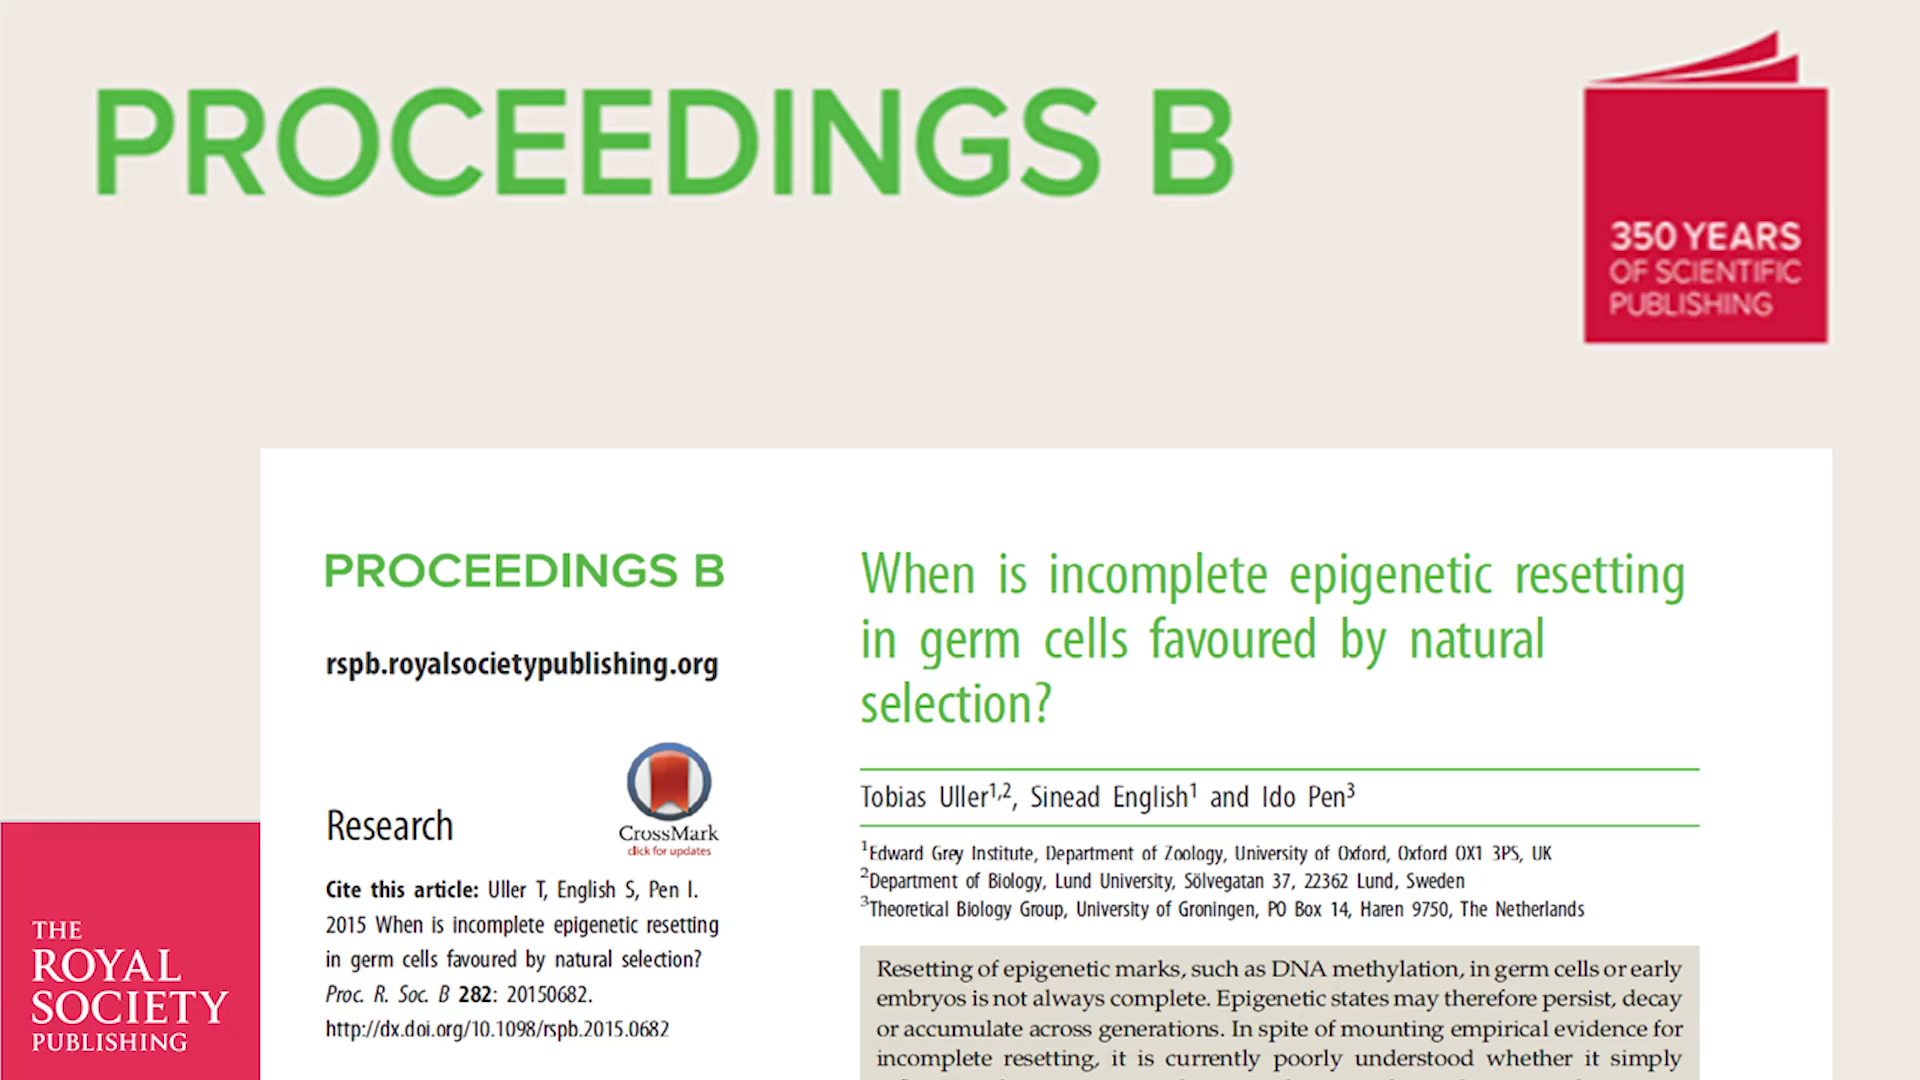 PROCEEDINGS B
350 YEARS
OF SCIENTIFIC
PUBLISHING
PROCEEDINGS B
rspb.royalsocietypublishing.org
Research
CrossMark
click for updates
Cite this article: Uller T, English S, Pen I.
2015 When is incomplete epigenetic resetting
in germ cells favoured by natural selection?
Proc. R. Soc. B 282: 20150682.
http://dx.doi.org/10.1098/rspb.2015.0682
When is incomplete epigenetic resetting
in germ cells favoured by natural
selection?
Tobias Uller1,2, Sinead English1 and Ido Pen3
1Edward Grey Institute, Department of Zoology, University of Oxford, Oxford OX1 3PS, UK
2Department of Biology, Lund University, Sölvegatan 37, 22362 Lund, Sweden
3Theoretical Biology Group, University of Groningen, PO Box 14, Haren 9750, The Netherlands
Resetting of epigenetic marks, such as DNA methylation, in germ cells or early
embryos is not always complete. Epigenetic states may therefore persist, decay
or accumulate across generations. In spite of mounting empirical evidence for
incomplete resetting, it is currently poorly understood whether it simply
THE
ROYAL
SOCIETY
PUBLISHING